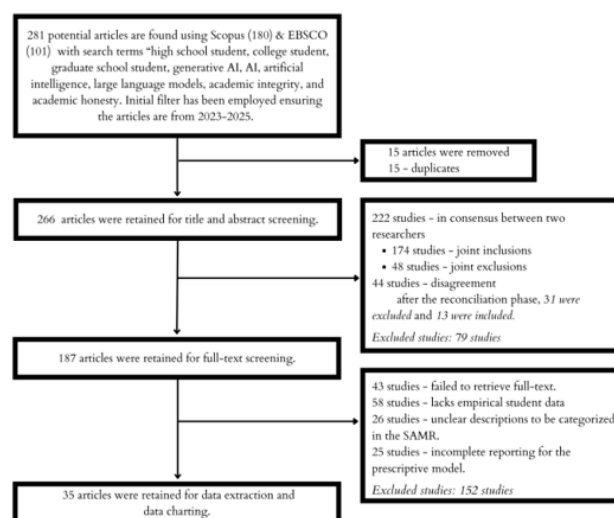 281 potential articles are found using Scopus (180) & EBSCO
(101) with search terms “high school student, college student,
graduate school student, generative AI, AI, artificial
intelligence, large language models, academic integrity, and
academic honesty. Initial filter has been employed ensuring
the articles are from 2023-2025.
15 articles were removed
15 - duplicates
266 articles were retained for title and abstract screening.
222 studies - in consensus between two
researchers
• 174 studies - joint inclusions
• 48 studies - joint exclusions
44 studies - disagreement
after the reconciliation phase, 31 were
excluded and 13 were included.
Excluded studies: 79 studies
187 articles were retained for full-text screening.
43 studies - failed to retrieve full-text.
58 studies - lacks empirical student data
26 studies - unclear descriptions to be categorized
in the SAMR.
25 studies - incomplete reporting for the
prescriptive model.
Excluded studies: 152 studies
35 articles were retained for data extraction and
data charting.